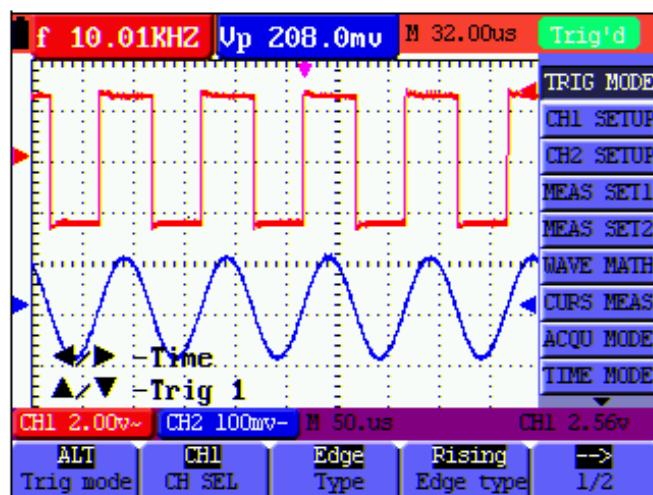 f 10.01KHZ Vp 208.0mv M 32.00us Trig'd
TRIG MODE
CH1 SETUP
CH2 SETUP
MEAS SET1
MEAS SET2
WAVE MATH
CURS MEAS
ACQU MODE
TIME MODE
◀/▶ -Time
▲/▼ -Trig 1
CH1 2.00v~ CH2 100mv- M 50.us CH1 2.56v
ALT CH1 Edge Rising -->
Trig mode CH SEL Type Edge type 1/2